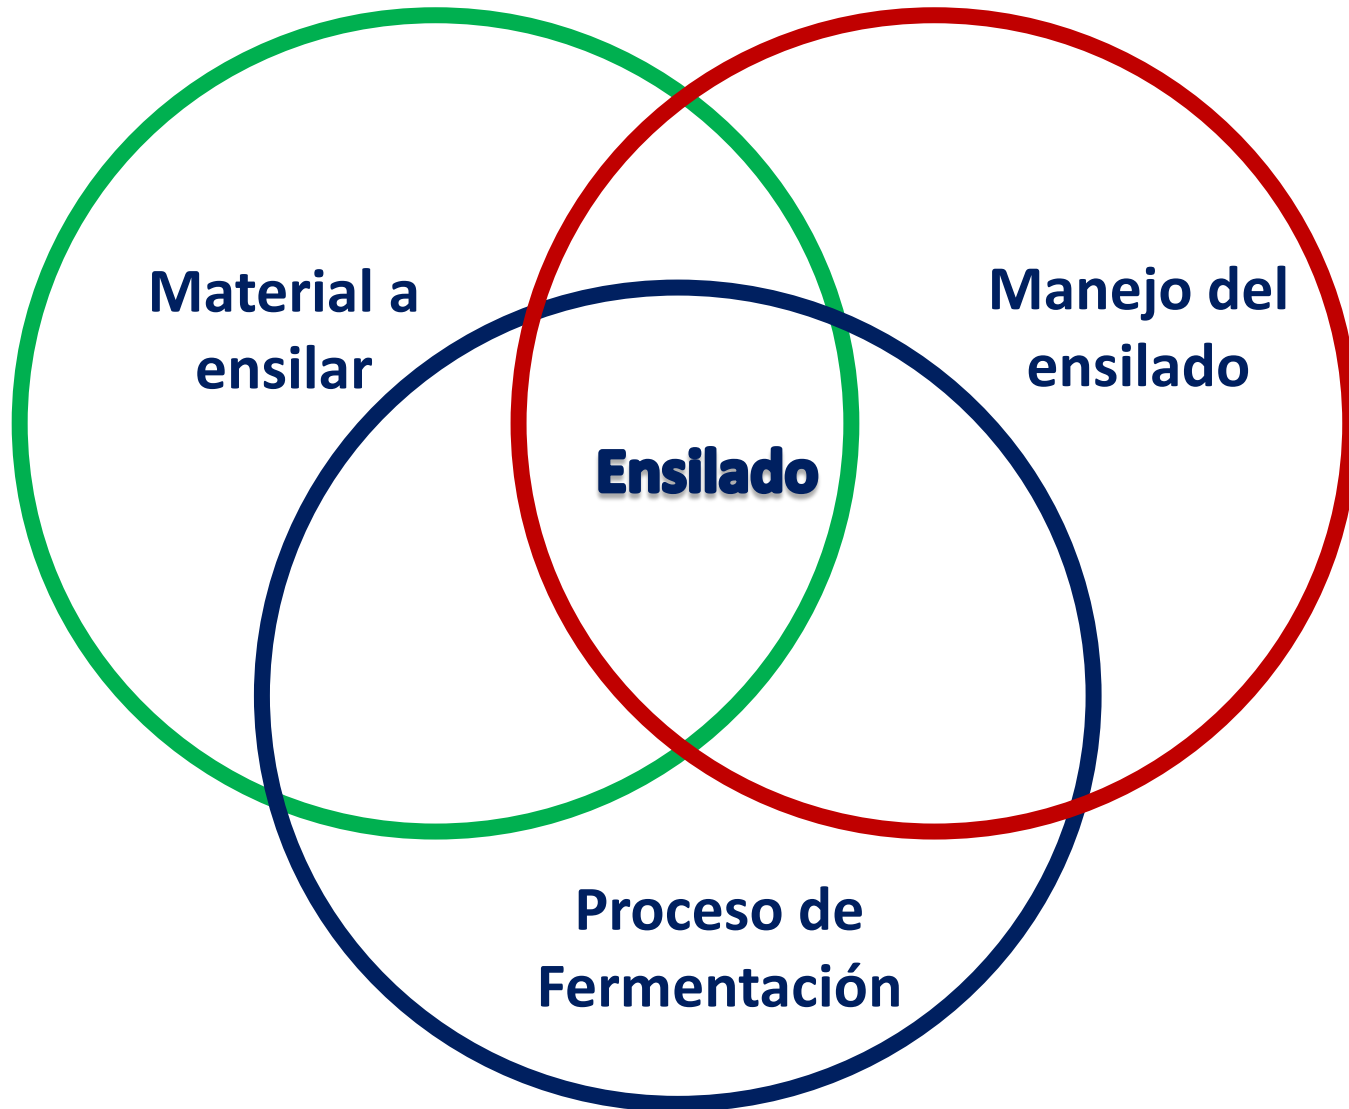 Material a
ensilar
Manejo del
ensilado
Ensilado
Proceso de
Fermentación